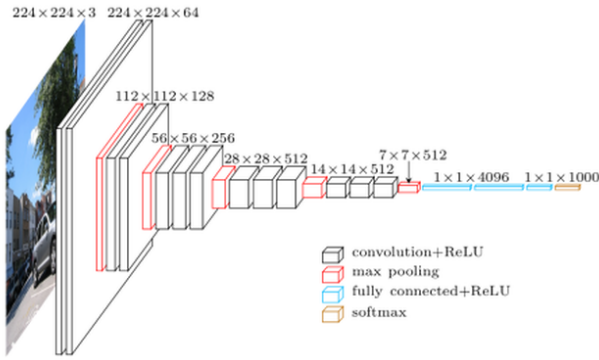 224×224×3
224×224×64
112×112×128
56×56×256
28×28×512
14×14×512
7×7×512
1×1×4096
1×1×1000
convolution+ReLU
max pooling
fully connected+ReLU
softmax